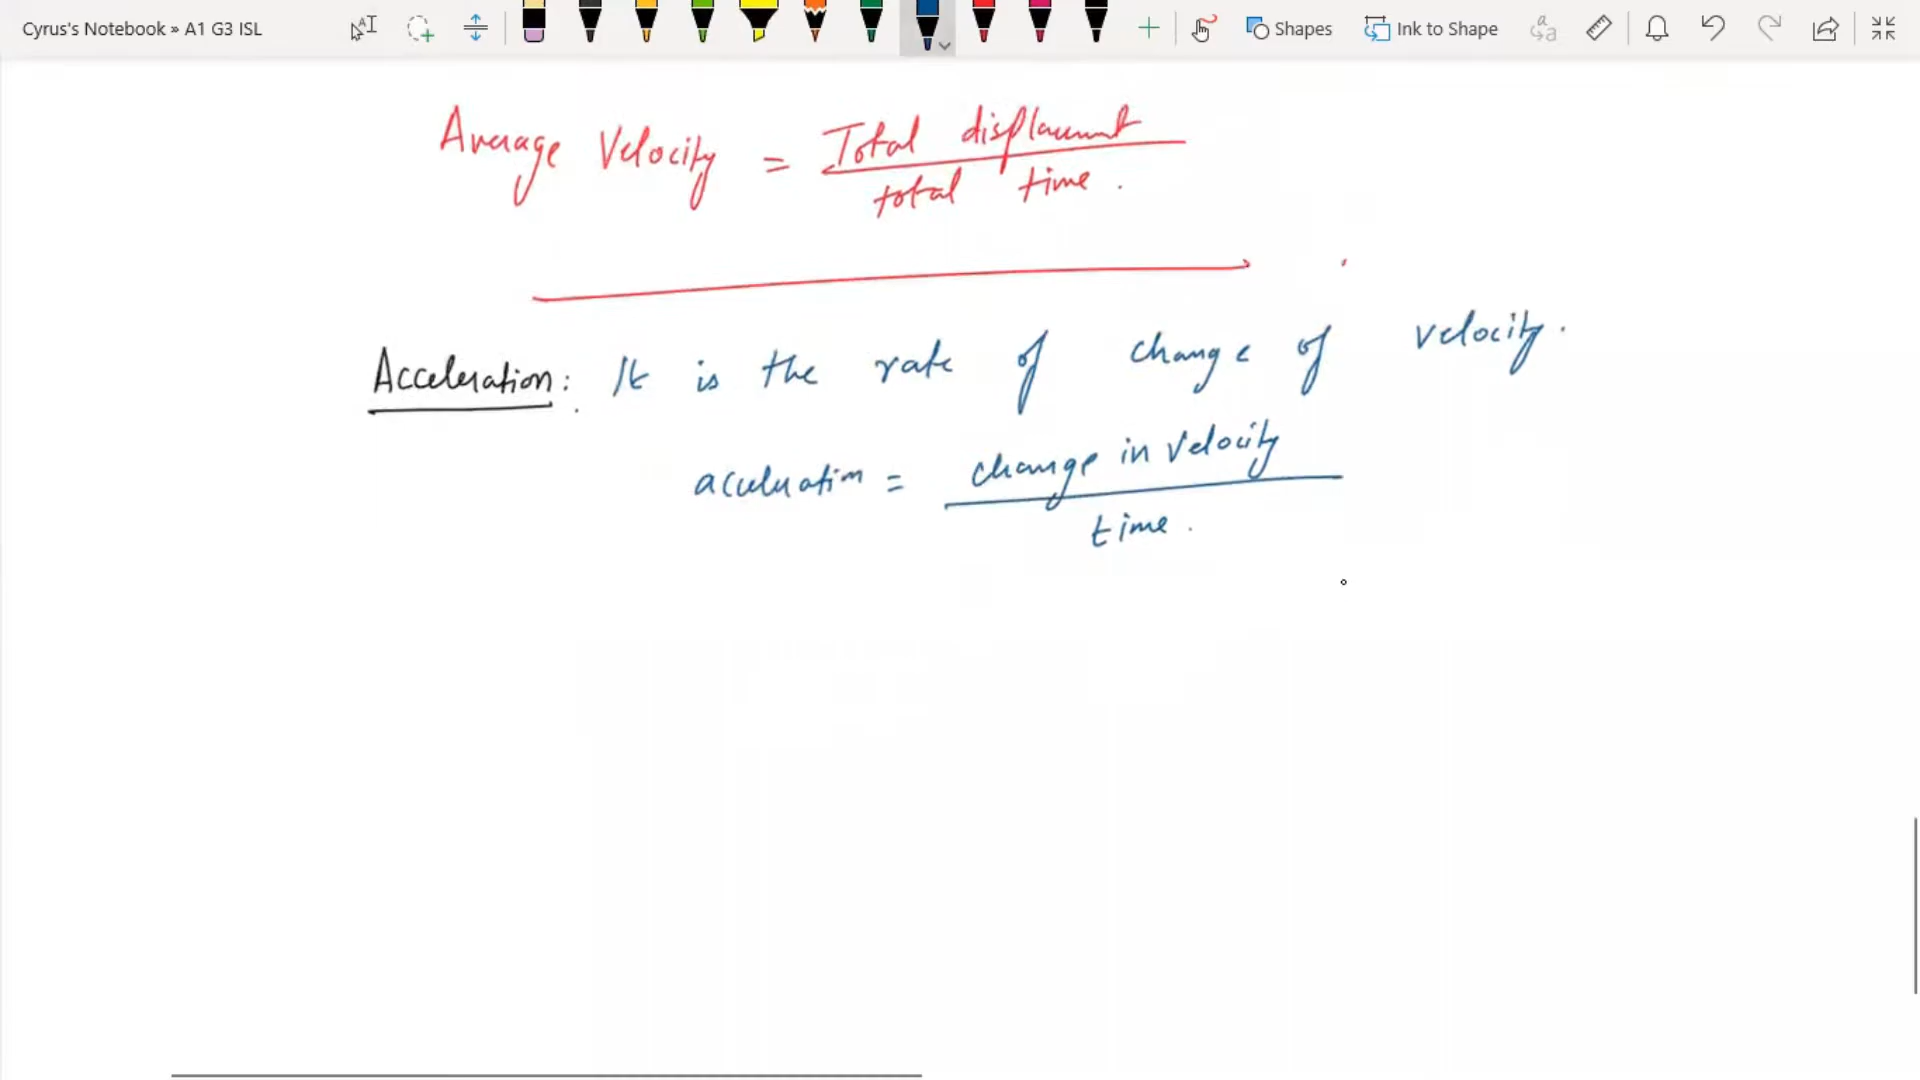 Cyrus's Notebook » A1 G3 ISL Shapes Ink to Shape
Average Velocity = Total displacement
total time.
Acceleration: It is the rate of change of velocity.
acceleration = change in velocity
time.